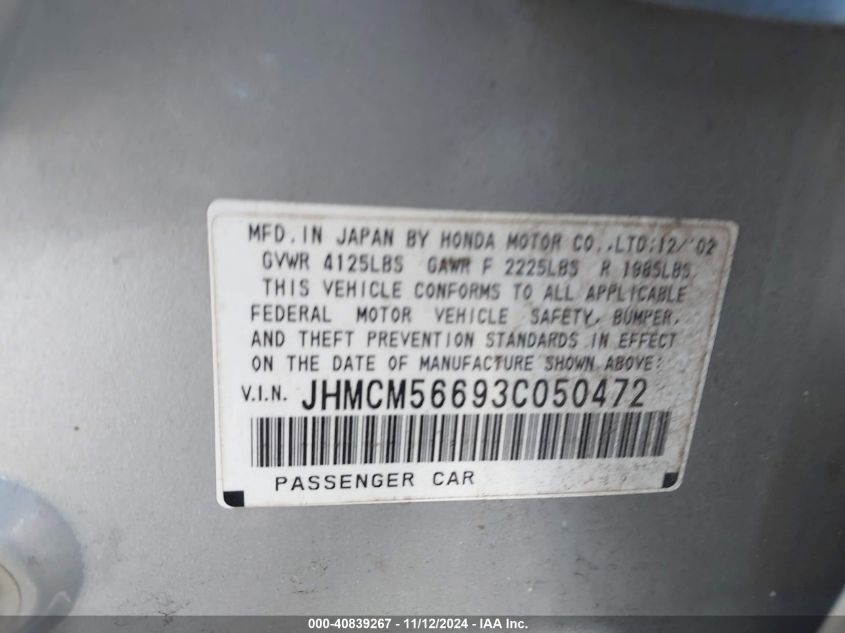 MFD. IN JAPAN BY HONDA MOTOR CO.,LTD.12/'02
GVWR 4125LBS GAWR F 2225LBS R 1985LBS
THIS VEHICLE CONFORMS TO ALL APPLICABLE
FEDERAL MOTOR VEHICLE SAFETY, BUMPER,
AND THEFT PREVENTION STANDARDS IN EFFECT
ON THE DATE OF MANUFACTURE SHOWN ABOVE:
V.I.N. JHMCM56693C050472
PASSENGER CAR
000-40839267 - 11/12/2024 - IAA Inc.